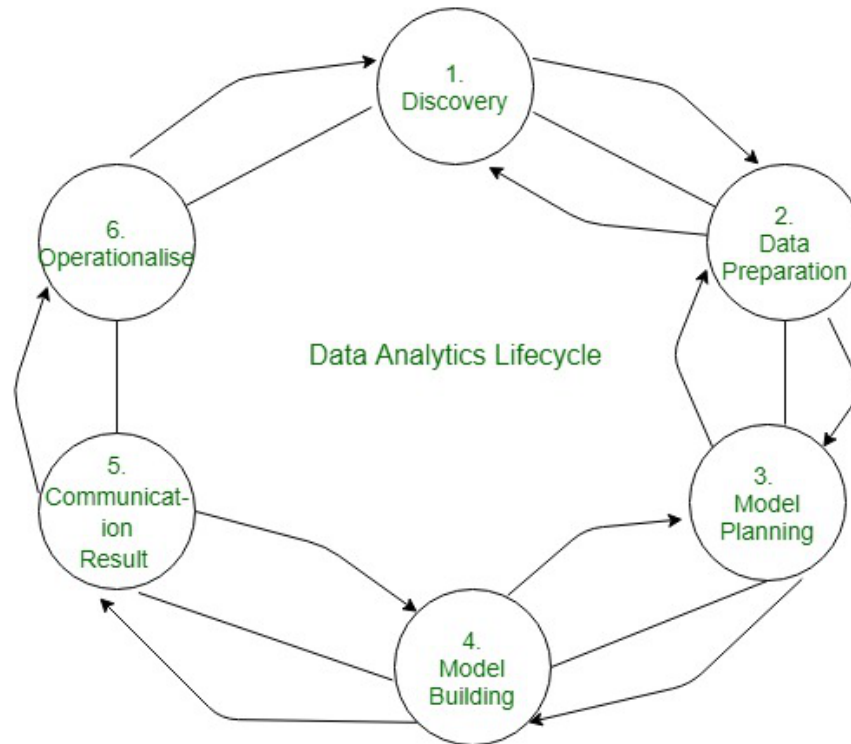 1.
Discovery
2.
Data
Preparation
3.
Model
Planning
4.
Model
Building
5.
Communicat-
ion
Result
6.
Operationalise
Data Analytics Lifecycle